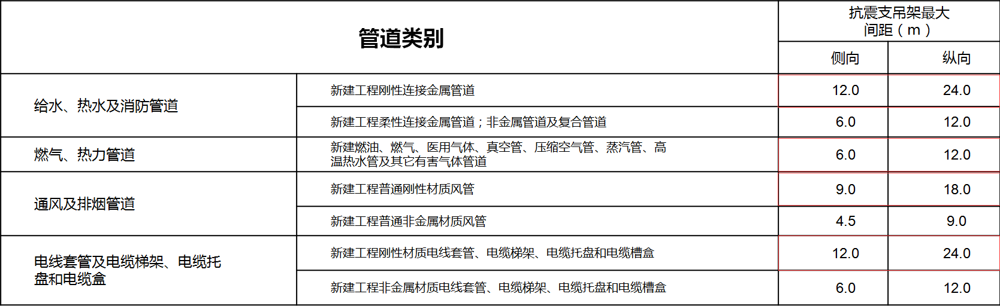 管道类别
抗震支吊架最大
间距（m）
侧向
纵向
给水、热水及消防管道
新建工程刚性连接金属管道
12.0
24.0
新建工程柔性连接金属管道；非金属管道及复合管道
6.0
12.0
燃气、热力管道
新建燃油、燃气、医用气体、真空管、压缩空气管、蒸汽管、高
温热水管及其它有害气体管道
6.0
12.0
通风及排烟管道
新建工程普通刚性材质风管
9.0
18.0
新建工程普通非金属材质风管
4.5
9.0
电线套管及电缆梯架、电缆托
盘和电缆盒
新建工程刚性材质电线套管、电缆梯架、电缆托盘和电缆槽盒
12.0
24.0
新建工程非金属材质电线套管、电缆梯架、电缆托盘和电缆槽盒
6.0
12.0